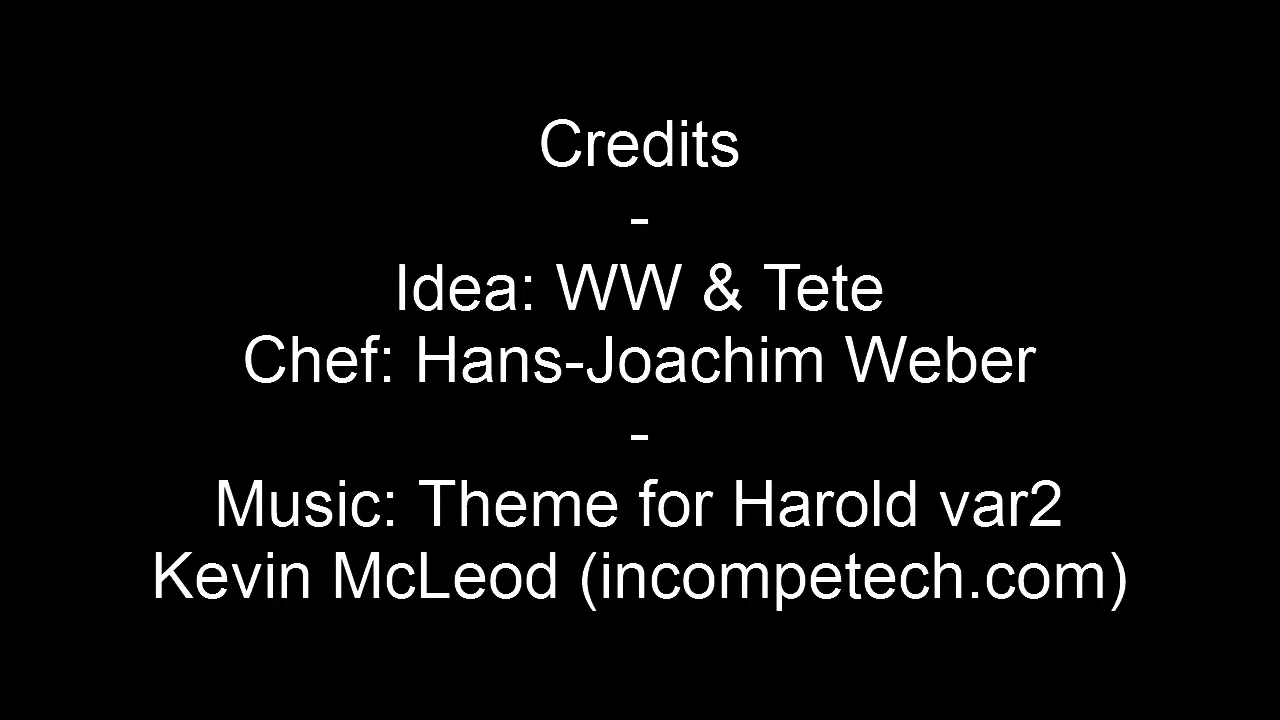 Credits
-
Idea: WW & Tete
Chef: Hans-Joachim Weber
-
Music: Theme for Harold var2
Kevin McLeod (incompetech.com)